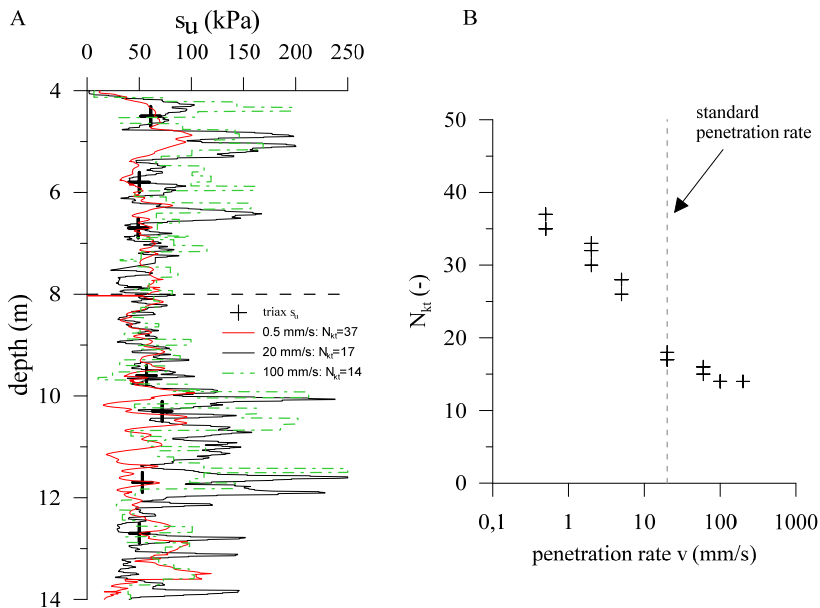 A
s_u (kPa)
0 50 100 150 200 250
4
6
8
10
12
14
depth (m)
triax s_u
0.5 mm/s: N_kt=37
20 mm/s: N_kt=17
100 mm/s: N_kt=14
B
standard
penetration rate
50
40
30
20
10
0
N_kt (-)
0,1 1 10 100 1000
penetration rate v (mm/s)